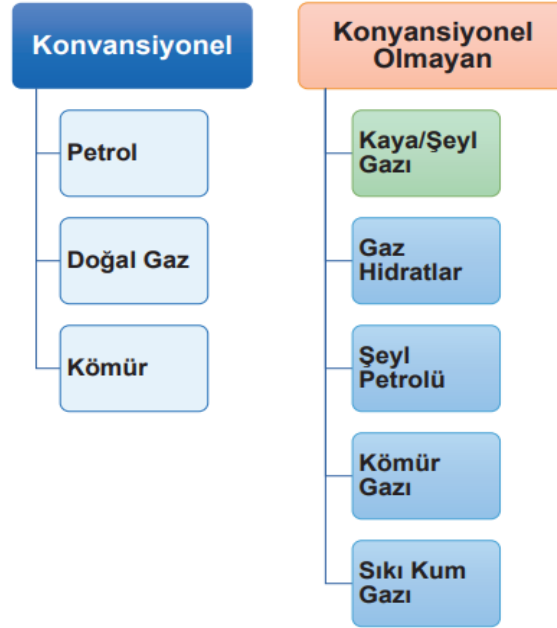 Konvansiyonel
Petrol
Doğal Gaz
Kömür
Konyansiyonel
Olmayan
Kaya/Şeyl
Gazı
Gaz
Hidratlar
Şeyl
Petrolü
Kömür
Gazı
Sıkı Kum
Gazı